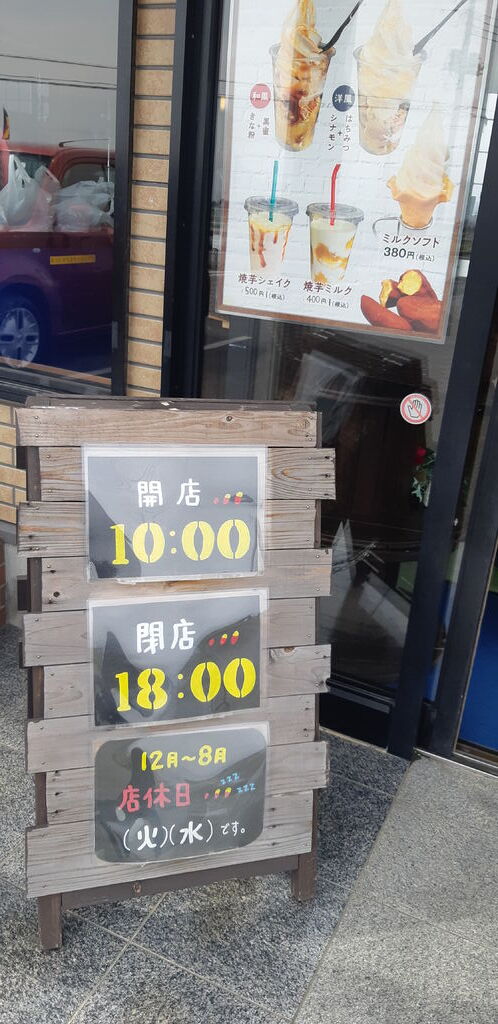 和風
黒蜜
+
きな粉
洋風
はちみつ
+
シナモン
ミルクソフト
380円(税込)
焼芋シェイク
500円(税込)
焼芋ミルク
400円(税込)
開店
10:00
閉店
18:00
12月~8月
zzz
店休日 zzz
(火)(水)です。